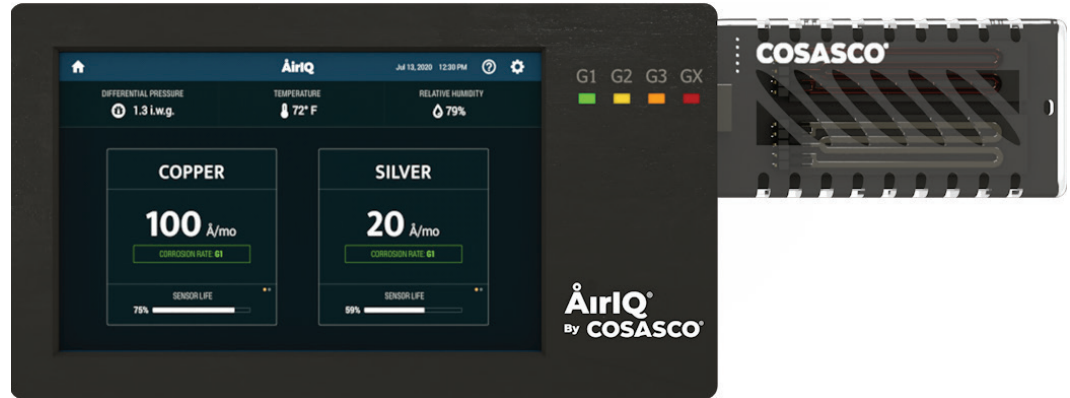 ÅırIQ
Jul 13, 2020 12:30 PM
?
DIFFERENTIAL PRESSURE
1.3 i.w.g.
TEMPERATURE
72° F
RELATIVE HUMIDITY
79%
COPPER
100 Å/mo
CORROSION RATE: G1
SENSOR LIFE
75%
SILVER
20 Å/mo
CORROSION RATE: G1
SENSOR LIFE
59%
G1 G2 G3 GX
ÅırIQ®
By COSASCO®
COSASCO®